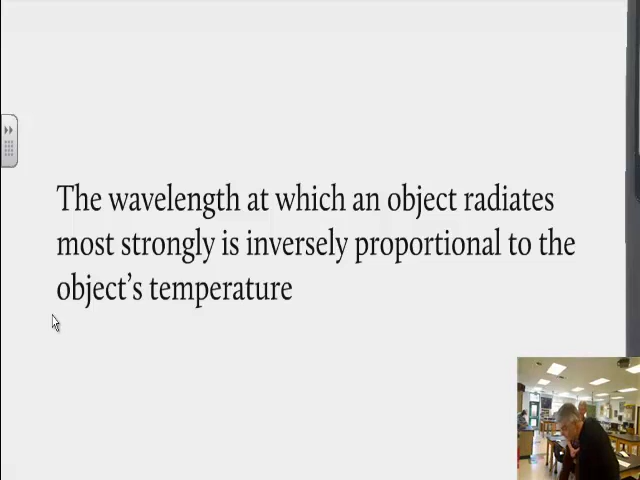 The wavelength at which an object radiates
most strongly is inversely proportional to the
object’s temperature